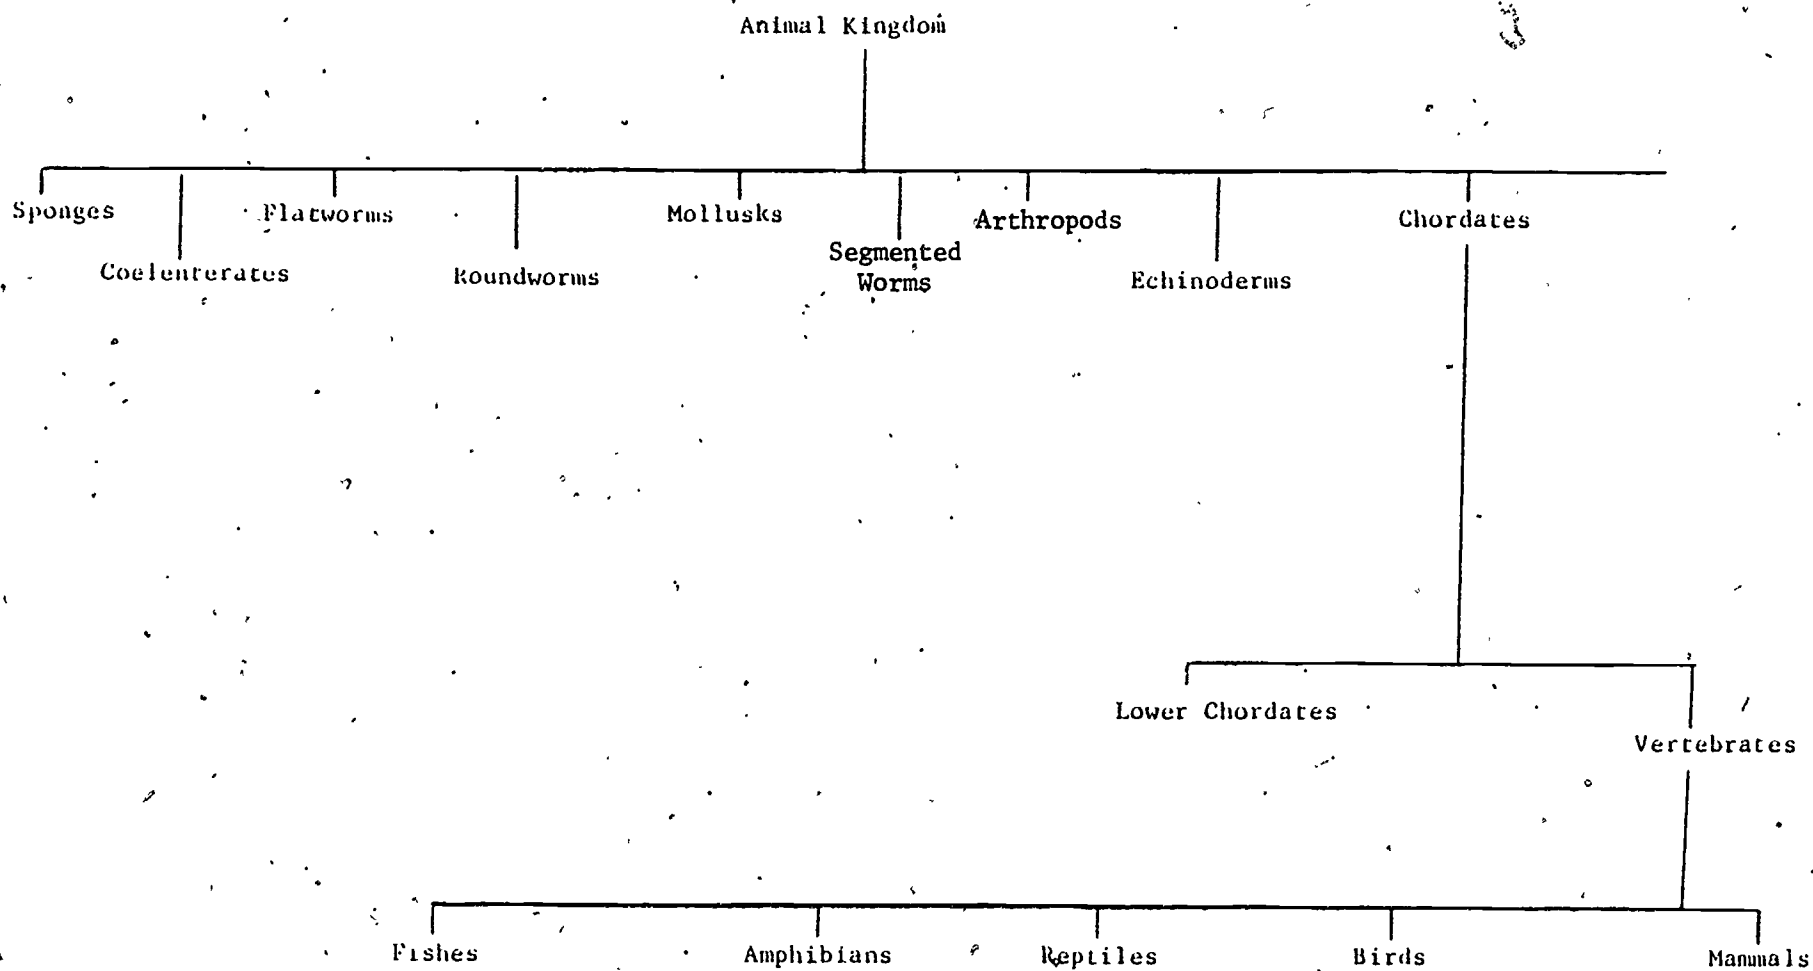 Animal Kingdom
Sponges
Flatworms
Mollusks
Arthropods
Chordates
Coelenterates
Roundworms
Segmented
Worms
Echinoderms
Lower Chordates
Vertebrates
Fishes
Amphibians
Reptiles
Birds
Mammals